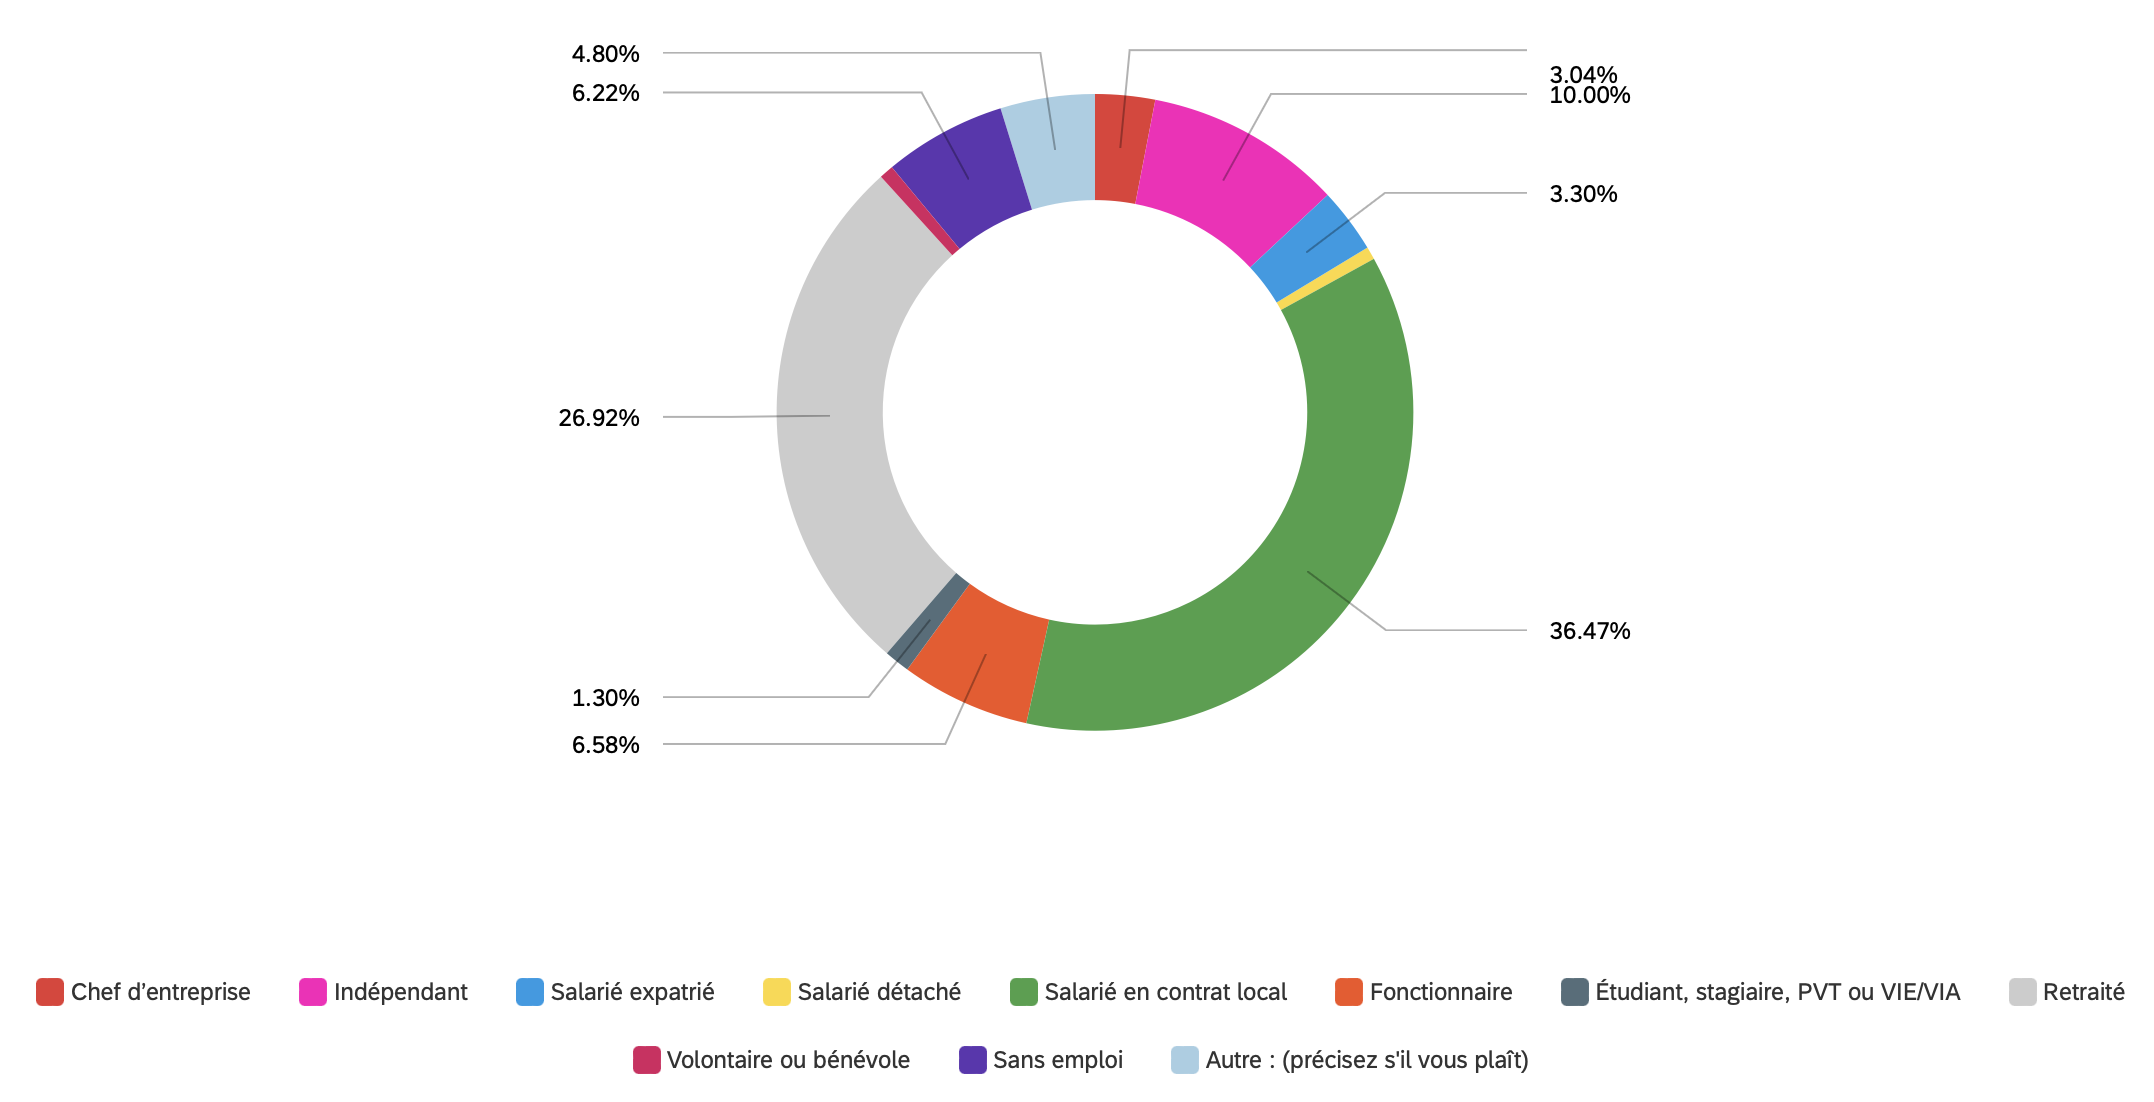 4.80%
3.04%
6.22%
10.00%
3.30%
26.92%
36.47%
1.30%
6.58%
Chef d’entreprise
Indépendant
Salarié expatrié
Salarié détaché
Salarié en contrat local
Fonctionnaire
Étudiant, stagiaire, PVT ou VIE/VIA
Retraité
Volontaire ou bénévole
Sans emploi
Autre : (précisez s'il vous plaît)